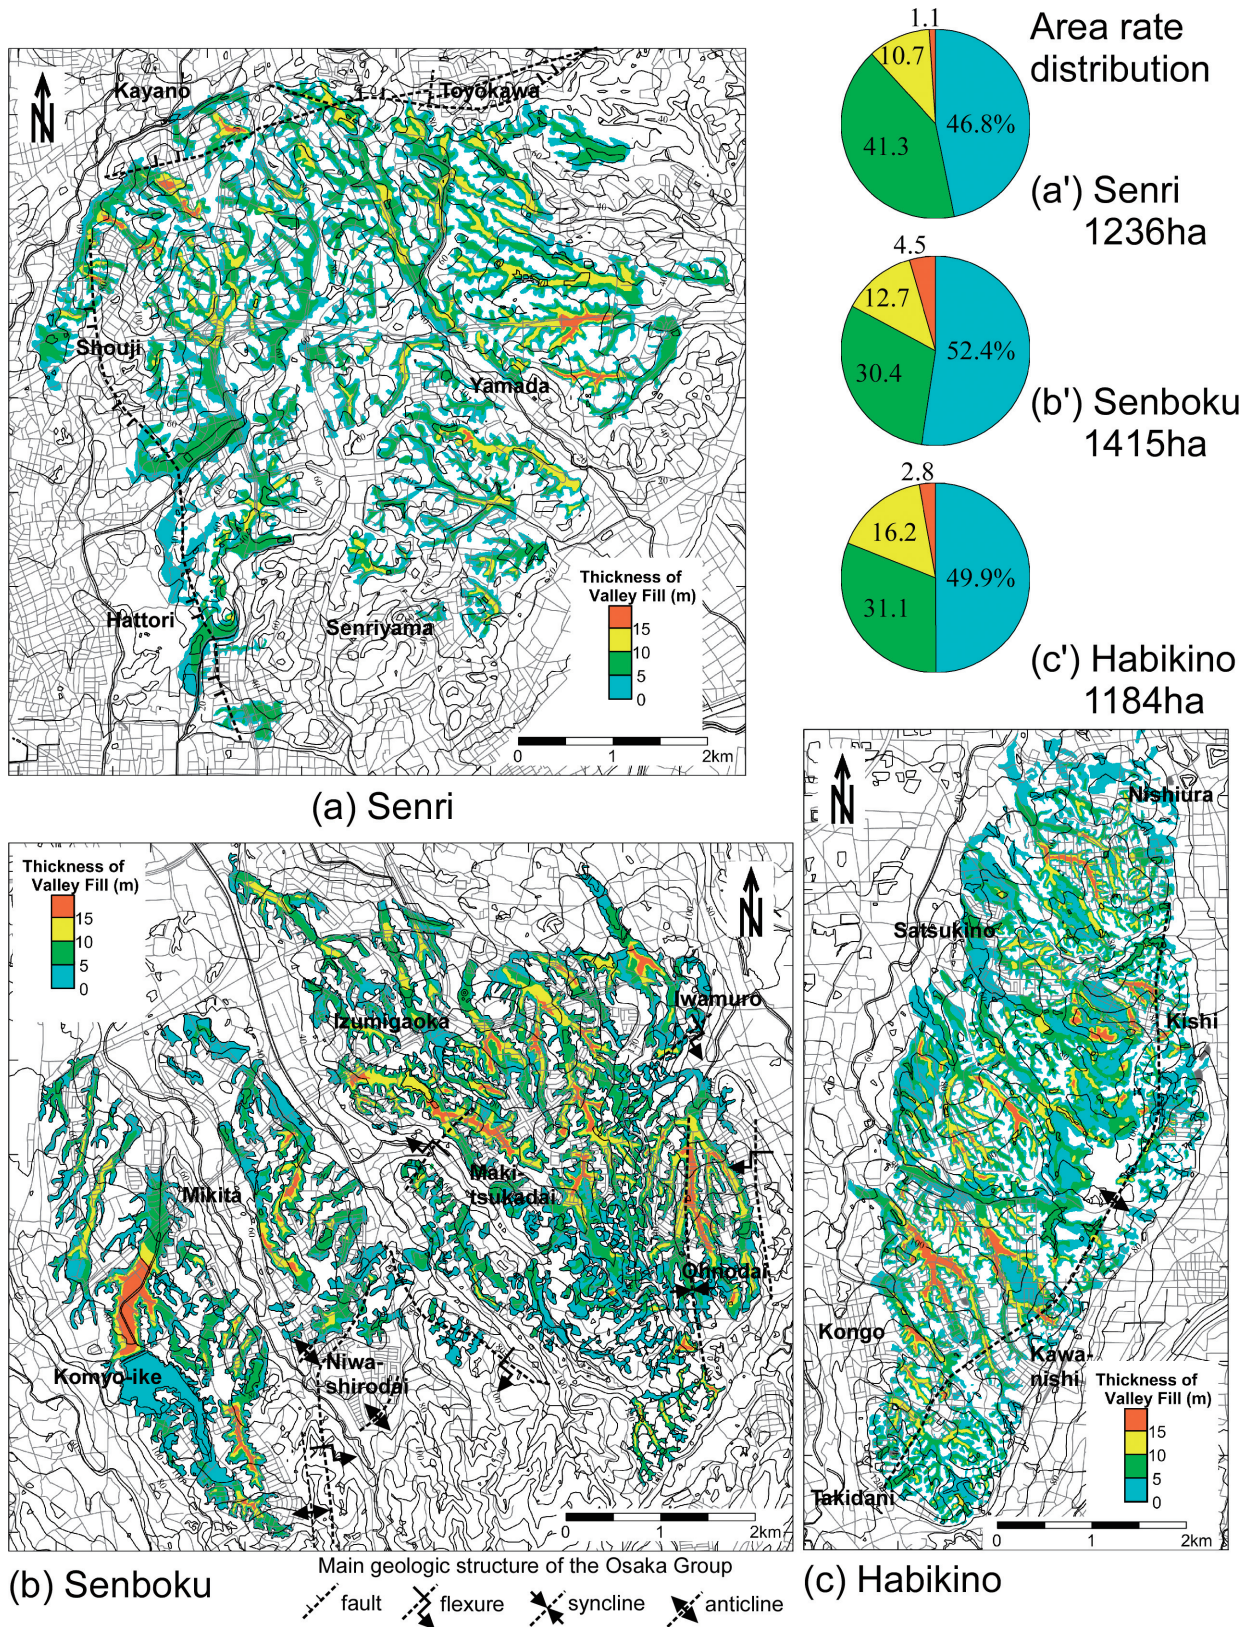 Kayano
Toyokawa
N
Shouji
Yamada
Hattori
Senriyama
Thickness of
Valley Fill (m)
15
10
5
0
0
1
2km
(a) Senri
Area rate
distribution
1.1
10.7
41.3
46.8%
(a') Senri
1236ha
4.5
12.7
30.4
52.4%
(b') Senboku
1415ha
2.8
16.2
31.1
49.9%
(c') Habikino
1184ha
Thickness of
Valley Fill (m)
15
10
5
0
N
Iwamuro
Izumigaoka
Maki-
tsukadai
Mikita
Ohnodai
Komyo-ike
Niwa-
shirodai
0
1
2km
(b) Senboku
Main geologic structure of the Osaka Group
fault
flexure
syncline
anticline
N
Nishiura
Satsukino
Kishi
Kongo
Kawa-
nishi
Takidani
Thickness of
Valley Fill (m)
15
10
5
0
0
1
2km
(c) Habikino